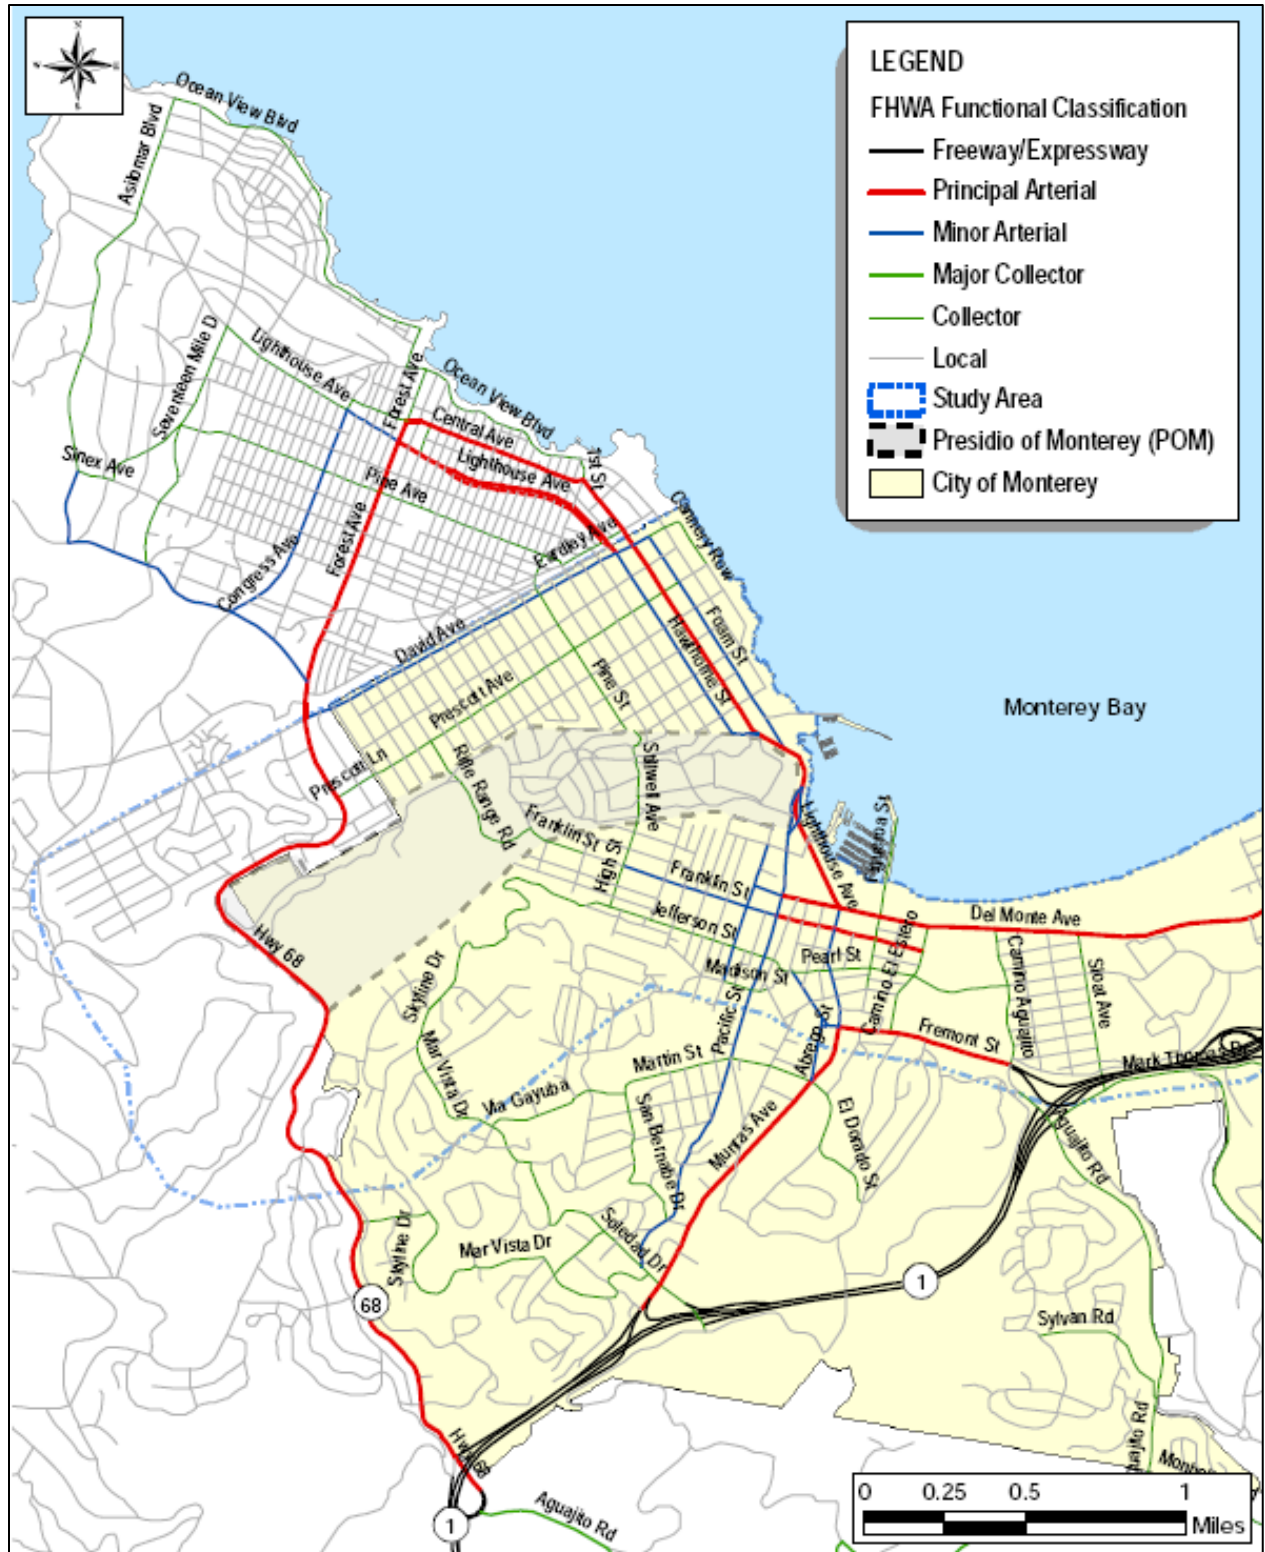 LEGEND
FHWA Functional Classification
Freeway/Expressway
Principal Arterial
Minor Arterial
Major Collector
Collector
Local
Study Area
Presidio of Monterey (POM)
City of Monterey
Ocean View Blvd
Asilomar Blvd
Seventeen Mile D
Lighthouse Ave
Forest Ave
Ocean View Blvd
Central Ave
Lighthouse Ave
1st St
Sinex Ave
Pine Ave
Forest Ave
Congress Ave
Eardley Ave
Cannery Row
David Ave
Foam St
Hawthorne St
Pine St
Prescott Ave
Monterey Bay
Prescott Ln
Rifle Range Rd
Stilwell Ave
Franklin St
High St
Lighthouse Ave
Figueroa St
Franklin St
Jefferson St
Del Monte Ave
Hwy 68
Pearl St
Madison St
Camino El Estero
Camino Aguajito
Sloat Ave
Skyline Dr
Pacific St
Abrego St
Fremont St
Mark Thomas Dr
Mar Vista Dr
Martin St
Via Gayuba
San Bernabe Dr
Munras Ave
El Dorado St
Aguajito Rd
Soledad Dr
Skyline Dr
Mar Vista Dr
68
1
Sylvan Rd
Hwy 68
1
Aguajito Rd
0 0.25 0.5 1
Miles